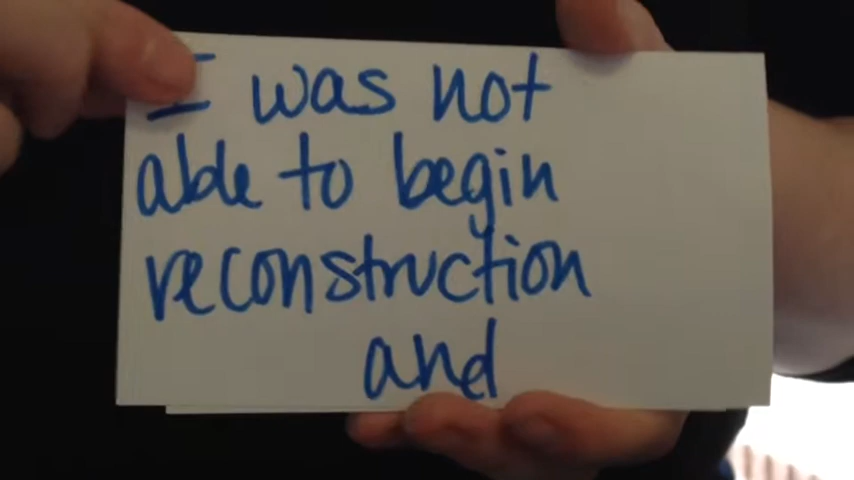 I was not
able to begin
reconstruction
and